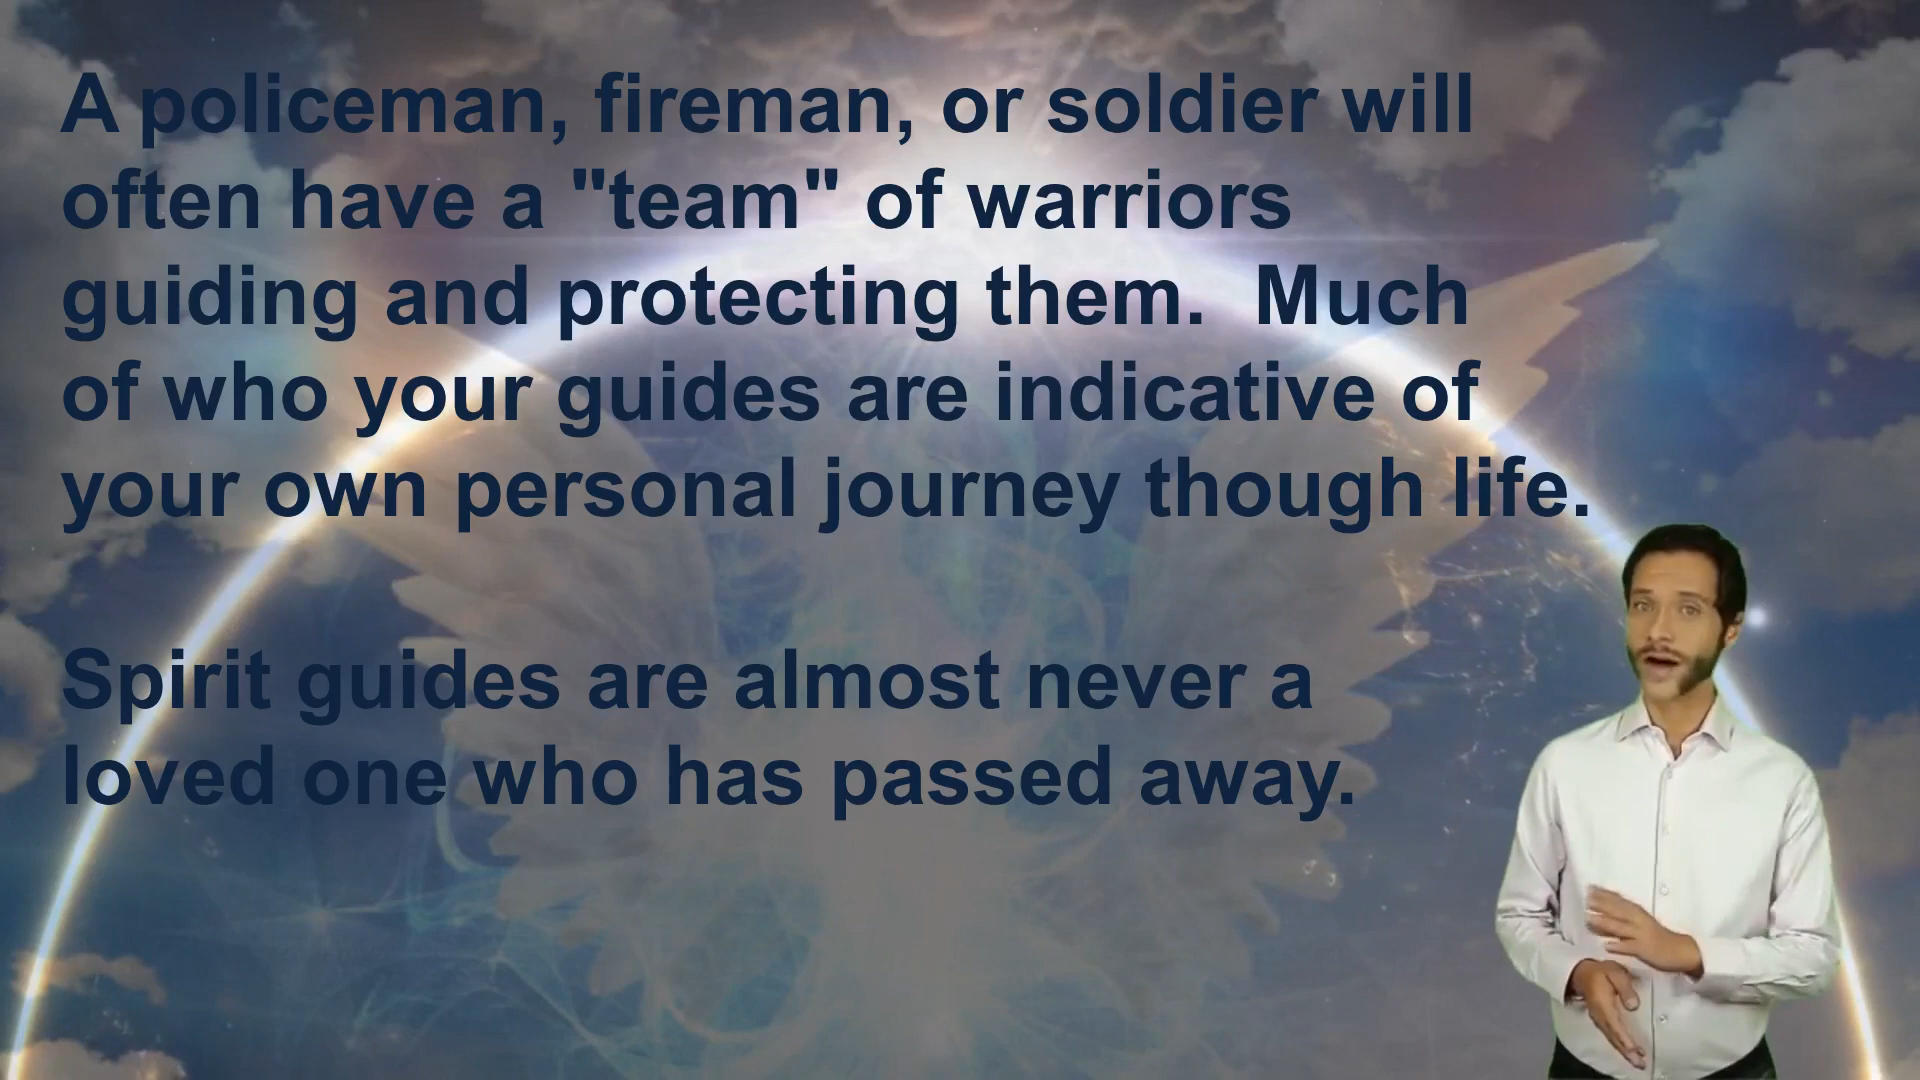 A policeman, fireman, or soldier will
often have a "team" of warriors
guiding and protecting them.  Much
of who your guides are indicative of
your own personal journey though life.
Spirit guides are almost never a
loved one who has passed away.